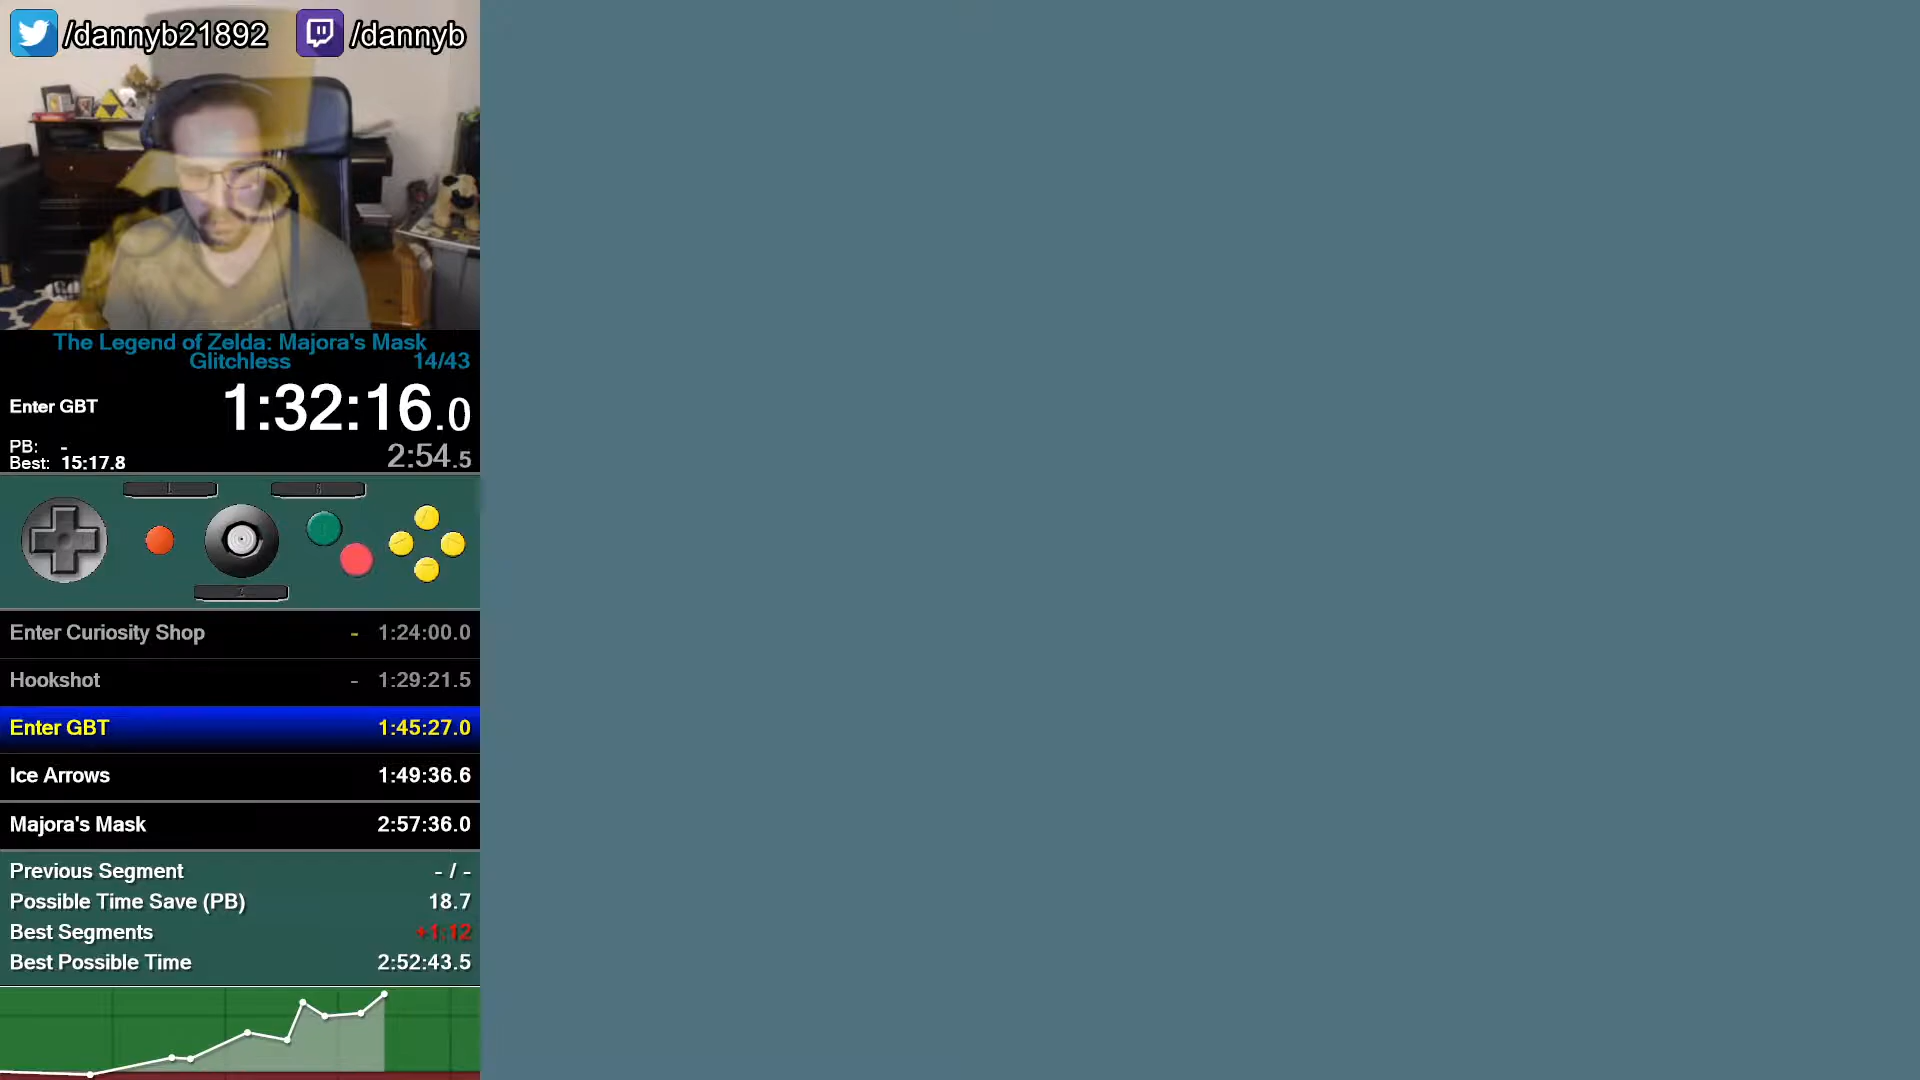 /dannyb21892 /dannyb
The Legend of Zelda: Majora's Mask
Glitchless 14/43
Enter GBT 1:32:16.0
PB: -
Best: 15:17.8 2:54.5
Enter Curiosity Shop - 1:24:00.0
Hookshot - 1:29:21.5
Enter GBT 1:45:27.0
Ice Arrows 1:49:36.6
Majora's Mask 2:57:36.0
Previous Segment - / -
Possible Time Save (PB) 18.7
Best Segments +1:12
Best Possible Time 2:52:43.5